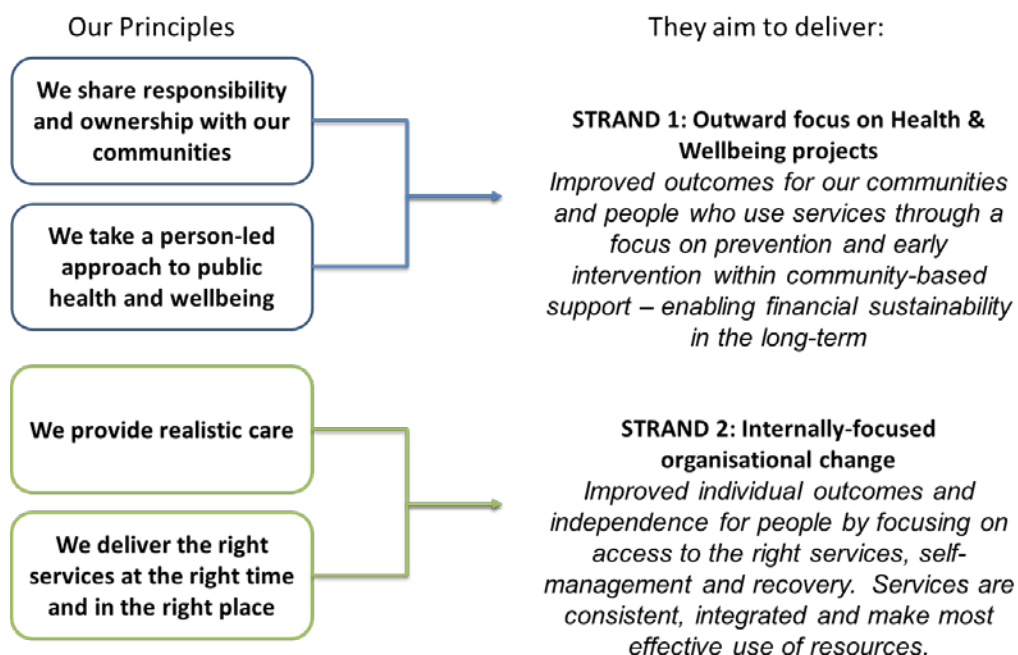 Our Principles
They aim to deliver:
We share responsibility
and ownership with our
communities
We take a person-led
approach to public
health and wellbeing
STRAND 1: Outward focus on Health &
Wellbeing projects
Improved outcomes for our communities
and people who use services through a
focus on prevention and early
intervention within community-based
support – enabling financial sustainability
in the long-term
We provide realistic care
We deliver the right
services at the right time
and in the right place
STRAND 2: Internally-focused
organisational change
Improved individual outcomes and
independence for people by focusing on
access to the right services, self-
management and recovery. Services are
consistent, integrated and make most
effective use of resources.